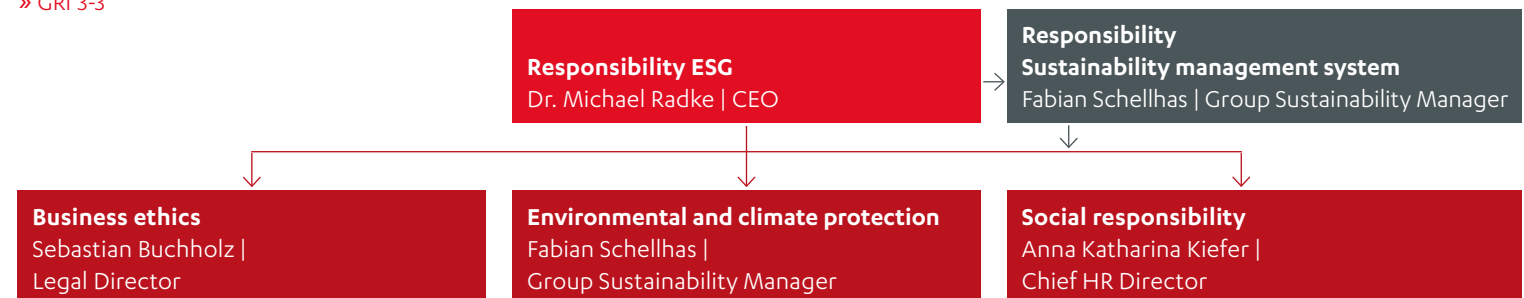 » GRI 3-3
Responsibility ESG
Dr. Michael Radke | CEO
Responsibility
Sustainability management system
Fabian Schellhas | Group Sustainability Manager
Business ethics
Sebastian Buchholz |
Legal Director
Environmental and climate protection
Fabian Schellhas |
Group Sustainability Manager
Social responsibility
Anna Katharina Kiefer |
Chief HR Director